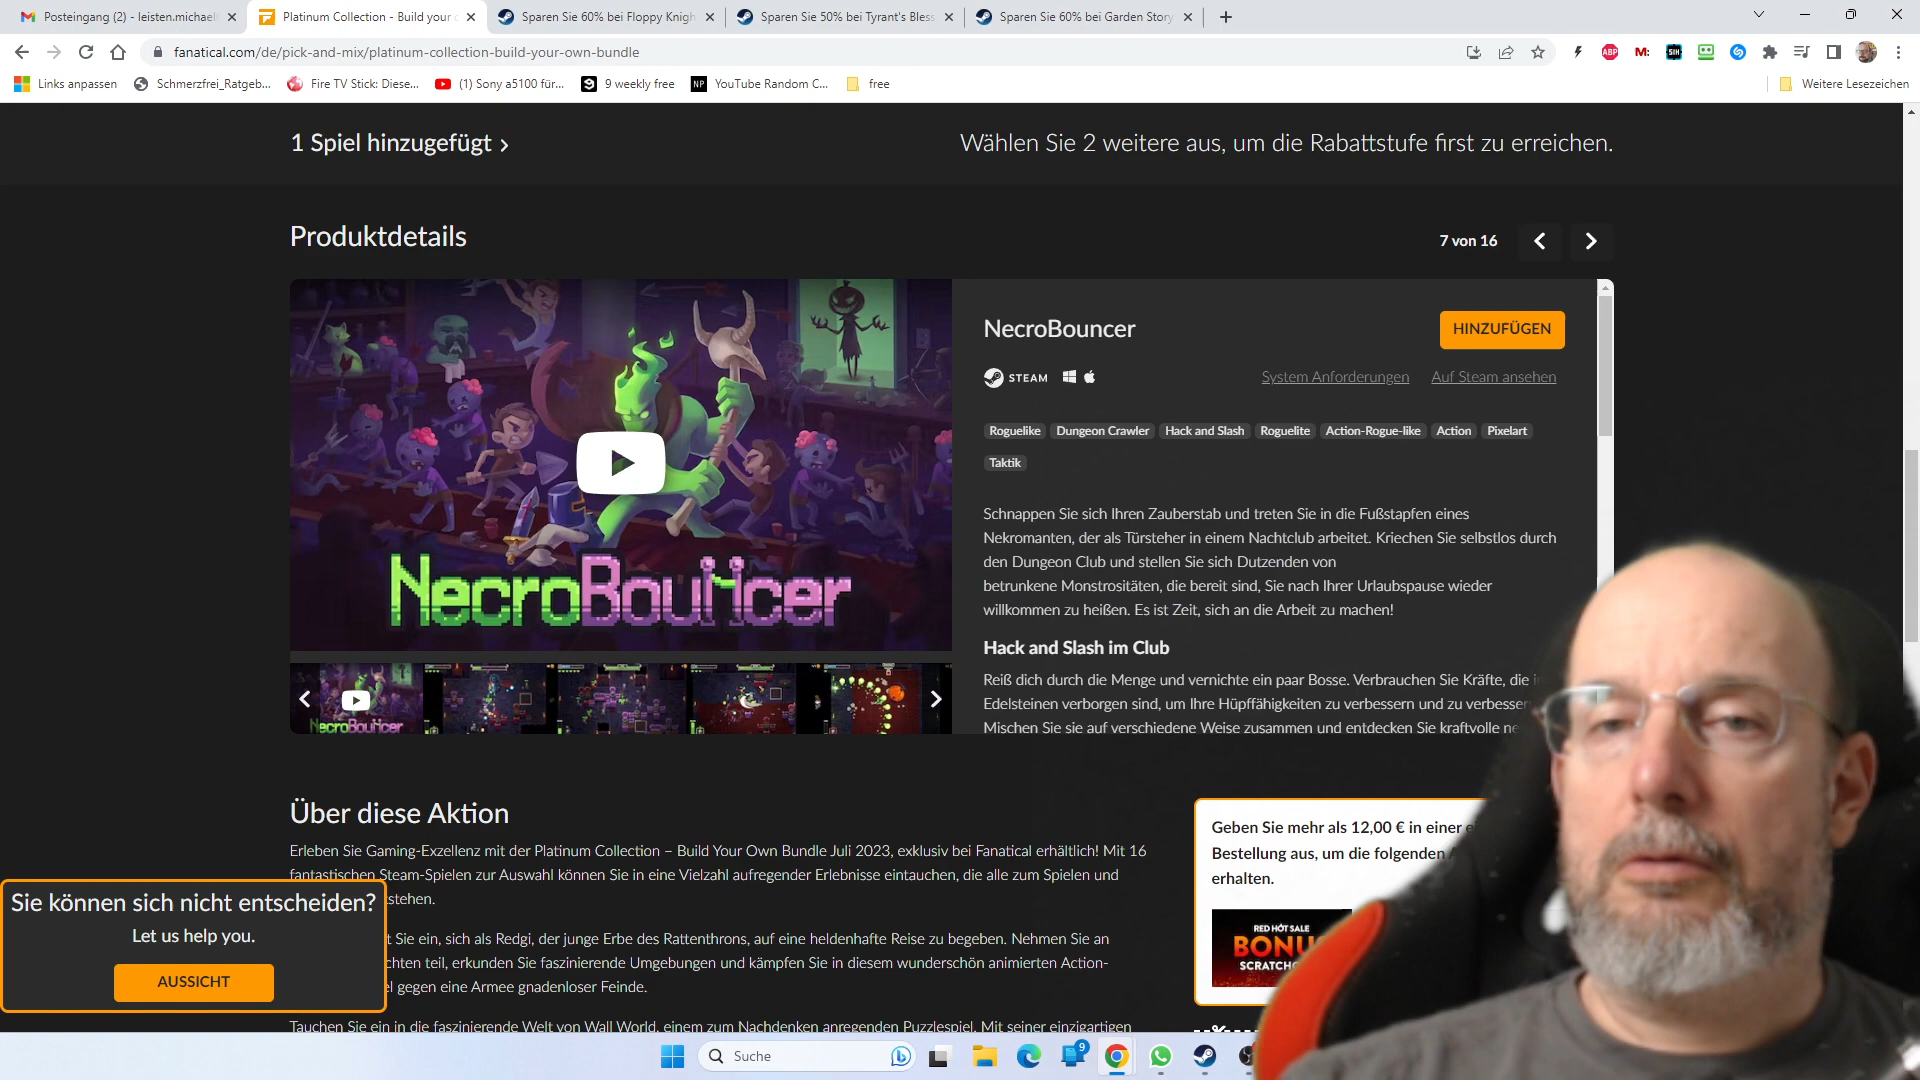 Posteingang (2) - leisten.michael
Platinum Collection - Build your
Sparen Sie 60% bei Floppy Knigh
Sparen Sie 50% bei Tyrant's Bless
Sparen Sie 60% bei Garden Story
fanatical.com/de/pick-and-mix/platinum-collection-build-your-own-bundle
Links anpassen
Schmerzfrei_Ratgeb...
Fire TV Stick: Diese...
(1) Sony a5100 für...
9 weekly free
YouTube Random C...
free
Weitere Lesezeichen
1 Spiel hinzugefügt
Wählen Sie 2 weitere aus, um die Rabattstufe first zu erreichen.
Produktdetails
7 von 16
NecroBouncer
HINZUFÜGEN
STEAM
System Anforderungen
Auf Steam ansehen
Roguelike
Dungeon Crawler
Hack and Slash
Roguelite
Action-Rogue-like
Action
Pixelart
Taktik
Schnappen Sie sich Ihren Zauberstab und treten Sie in die Fußstapfen eines
Nekromanten, der als Türsteher in einem Nachtclub arbeitet. Kriechen Sie selbstlos durch
den Dungeon Club und stellen Sie sich Dutzenden von
betrunkene Monstrositäten, die bereit sind, Sie nach Ihrer Urlaubspause wieder
willkommen zu heißen. Es ist Zeit, sich an die Arbeit zu machen!
Hack and Slash im Club
Reiß dich durch die Menge und vernichte ein paar Bosse. Verbrauchen Sie Kräfte, die i
Edelsteinen verborgen sind, um Ihre Hüpffähigkeiten zu verbessern und zu verbesser
Mischen Sie sie auf verschiedene Weise zusammen und entdecken Sie kraftvolle ne
NecroBouncer
NecroBouncer
Über diese Aktion
Erleben Sie Gaming-Exzellenz mit der Platinum Collection – Build Your Own Bundle Juli 2023, exklusiv bei Fanatical erhältlich! Mit 16
fantastischen Steam-Spielen zur Auswahl können Sie in eine Vielzahl aufregender Erlebnisse eintauchen, die alle zum Spielen und
stehen.
t Sie ein, sich als Redgi, der junge Erbe des Rattenthrons, auf eine heldenhafte Reise zu begeben. Nehmen Sie an
chten teil, erkunden Sie faszinierende Umgebungen und kämpfen Sie in diesem wunderschön animierten Action-
l gegen eine Armee gnadenloser Feinde.
Tauchen Sie ein in die faszinierende Welt von Wall World, einem zum Nachdenken anregenden Puzzlespiel. Mit seiner einzigartigen
Geben Sie mehr als 12,00 € in einer ei
Bestellung aus, um die folgenden A
erhalten.
RED HOT SALE
BONU
SCRATCHC
Sie können sich nicht entscheiden?
Let us help you.
AUSSICHT
Suche
9